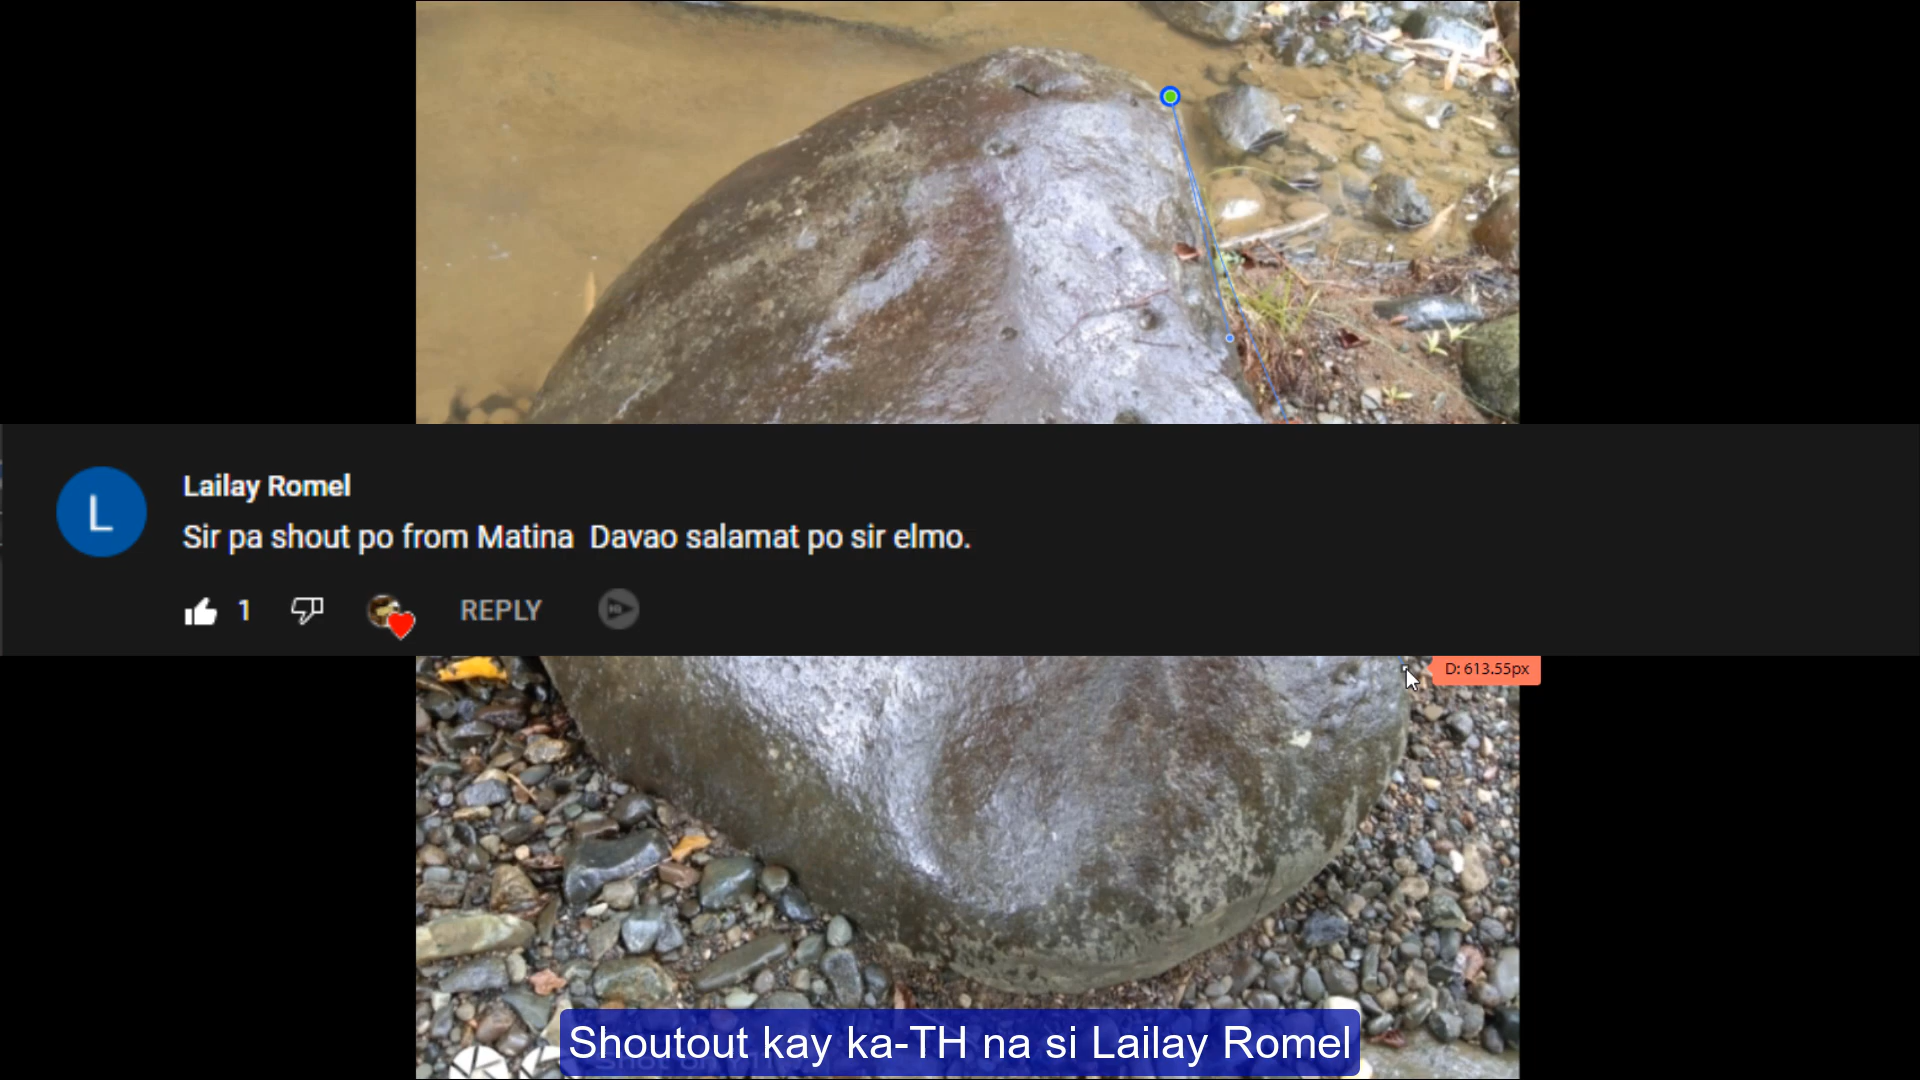 L
Lailay Romel
Sir pa shout po from Matina Davao salamat po sir elmo.
1
REPLY
D: 613.55px
Shoutout kay ka-TH na si Lailay Romel